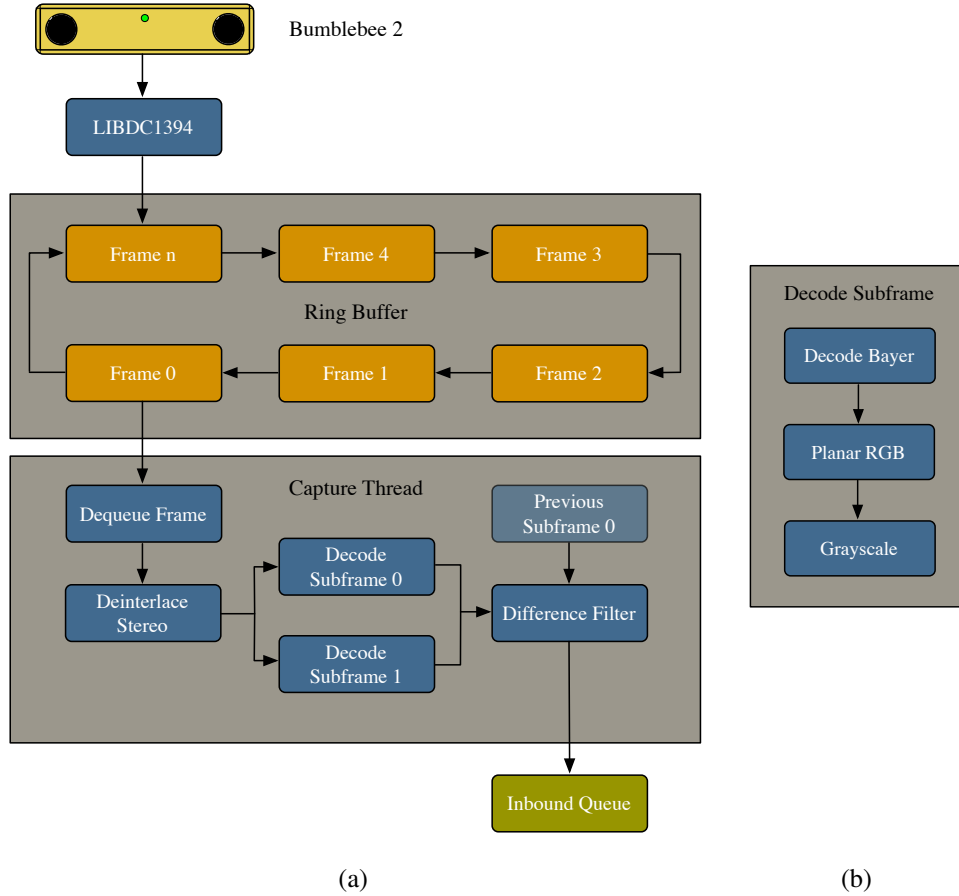 Bumblebee 2
LIBDC1394
Frame n
Frame 4
Frame 3
Ring Buffer
Frame 0
Frame 1
Frame 2
Capture Thread
Dequeue Frame
Previous
Subframe 0
Deinterlace
Stereo
Decode
Subframe 0
Decode
Subframe 1
Difference Filter
Inbound Queue
(a)
Decode Subframe
Decode Bayer
Planar RGB
Grayscale
(b)